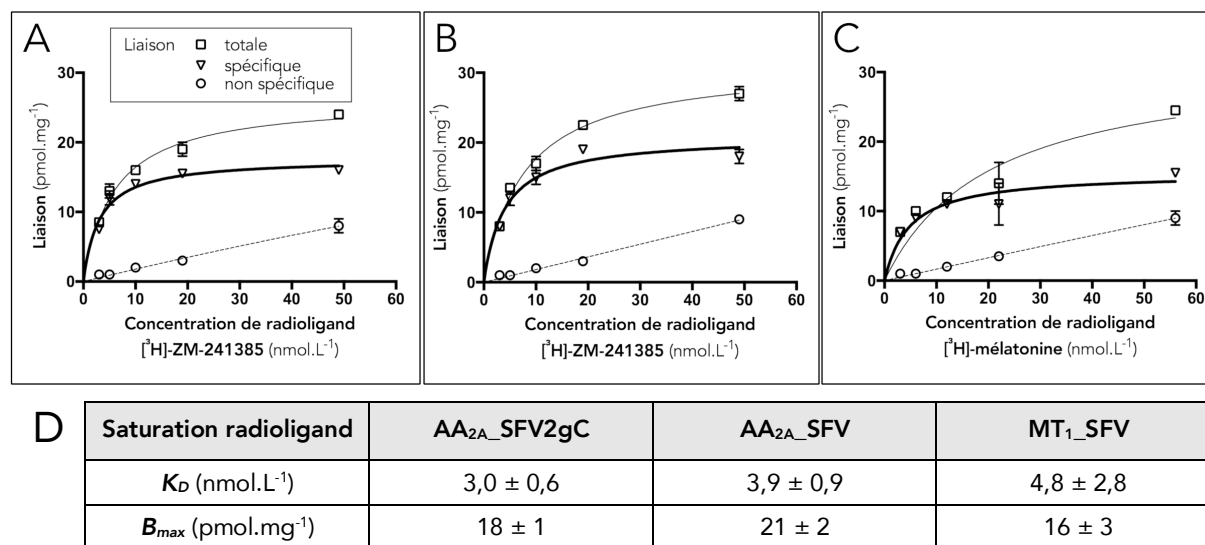 A
Liaison
totale
spécifique
non spécifique
30
20
10
0
Liaison (pmol.mg⁻¹)
0 10 20 30 40 50 60
Concentration de radioligand
[³H]-ZM-241385 (nmol.L⁻¹)
B
30
20
10
0
Liaison (pmol.mg⁻¹)
0 10 20 30 40 50 60
Concentration de radioligand
[³H]-ZM-241385 (nmol.L⁻¹)
C
30
20
10
0
Liaison (pmol.mg⁻¹)
0 10 20 30 40 50 60
Concentration de radioligand
[³H]-mélatonine (nmol.L⁻¹)
D
Saturation radioligand AA₂ₐ_SFV2gC AA₂ₐ_SFV MT₁_SFV
K_D (nmol.L⁻¹) 3,0 ± 0,6 3,9 ± 0,9 4,8 ± 2,8
B_max (pmol.mg⁻¹) 18 ± 1 21 ± 2 16 ± 3